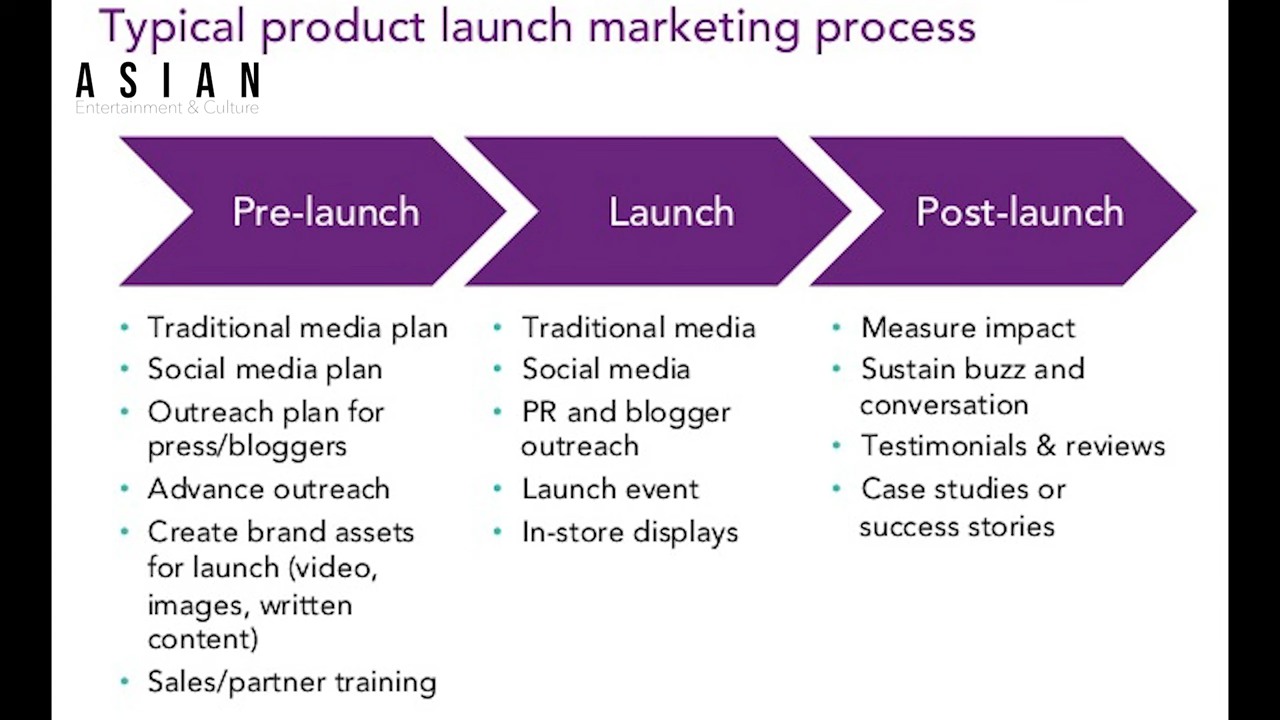 Typical product launch marketing process
ASIAN
Entertainment & Culture
Pre-launch
Launch
Post-launch
• Traditional media plan
• Social media plan
• Outreach plan for
press/bloggers
• Advance outreach
• Create brand assets
for launch (video,
images, written
content)
• Sales/partner training
• Traditional media
• Social media
• PR and blogger
outreach
• Launch event
• In-store displays
• Measure impact
• Sustain buzz and
conversation
• Testimonials & reviews
• Case studies or
success stories